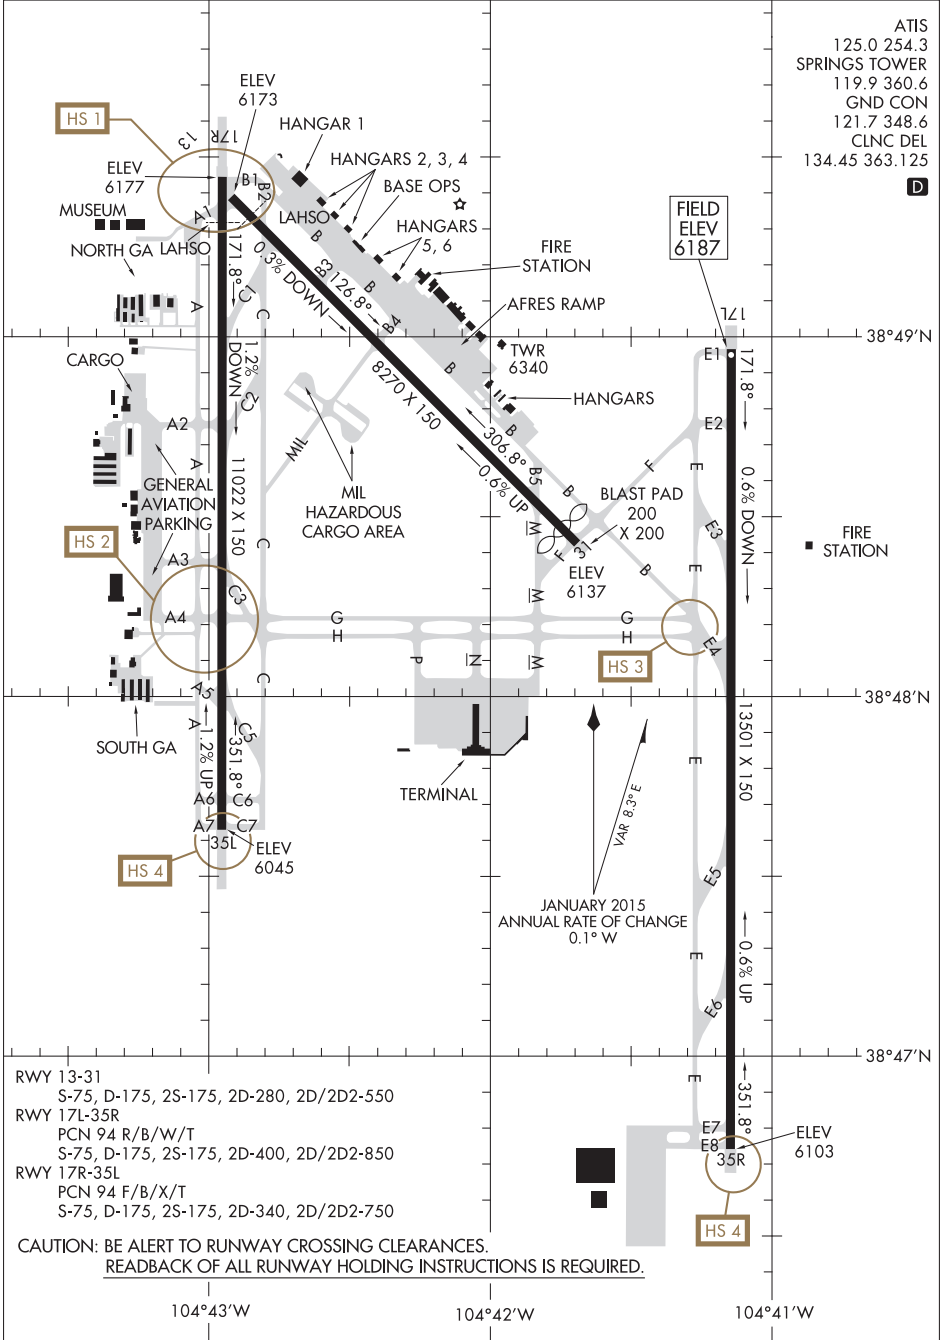 ATIS
125.0 254.3
SPRINGS TOWER
119.9 360.6
GND CON
121.7 348.6
CLNC DEL
134.45 363.125
D
HS 1
ELEV
6173
13
17R
HANGAR 1
ELEV
6177
HANGARS 2, 3, 4
BASE OPS
B1
B2
MUSEUM
A1
LAHSO
HANGARS
5, 6
FIELD
ELEV
6187
NORTH GA
LAHSO
FIRE
STATION
171.8°
0.3% DOWN
B3
B
126.8°
B
AFRES RAMP
A
C1
C
B4
17L
38°49'N
CARGO
1.2%
DOWN
TWR
6340
E1
171.8°
8270 X 150
B
HANGARS
C2
A2
E2
306.8°
B
MIL
A
11022 X 150
GENERAL
AVIATION
PARKING
MIL
HAZARDOUS
CARGO AREA
0.6% UP
B5
B
F
E
0.6% DOWN
BLAST PAD
200
X 200
HS 2
M
E3
FIRE
STATION
C
31
F
A3
ELEV
6137
B
E
C3
M
A4
G
G
H
H
E4
P
N
M
HS 3
C
A5
38°48'N
A
351.8°
C5
1.2% UP
SOUTH GA
13501 X 150
E
TERMINAL
VAR 8.3° E
A6
C6
A7
C7
35L
ELEV
6045
HS 4
E5
JANUARY 2015
ANNUAL RATE OF CHANGE
0.1° W
E
0.6% UP
E6
38°47'N
E
351.8°
RWY 13-31
S-75, D-175, 2S-175, 2D-280, 2D/2D2-550
RWY 17L-35R
PCN 94 R/B/W/T
S-75, D-175, 2S-175, 2D-400, 2D/2D2-850
RWY 17R-35L
PCN 94 F/B/X/T
S-75, D-175, 2S-175, 2D-340, 2D/2D2-750
E7
E8
35R
ELEV
6103
HS 4
CAUTION: BE ALERT TO RUNWAY CROSSING CLEARANCES.
READBACK OF ALL RUNWAY HOLDING INSTRUCTIONS IS REQUIRED.
104°43'W
104°42'W
104°41'W